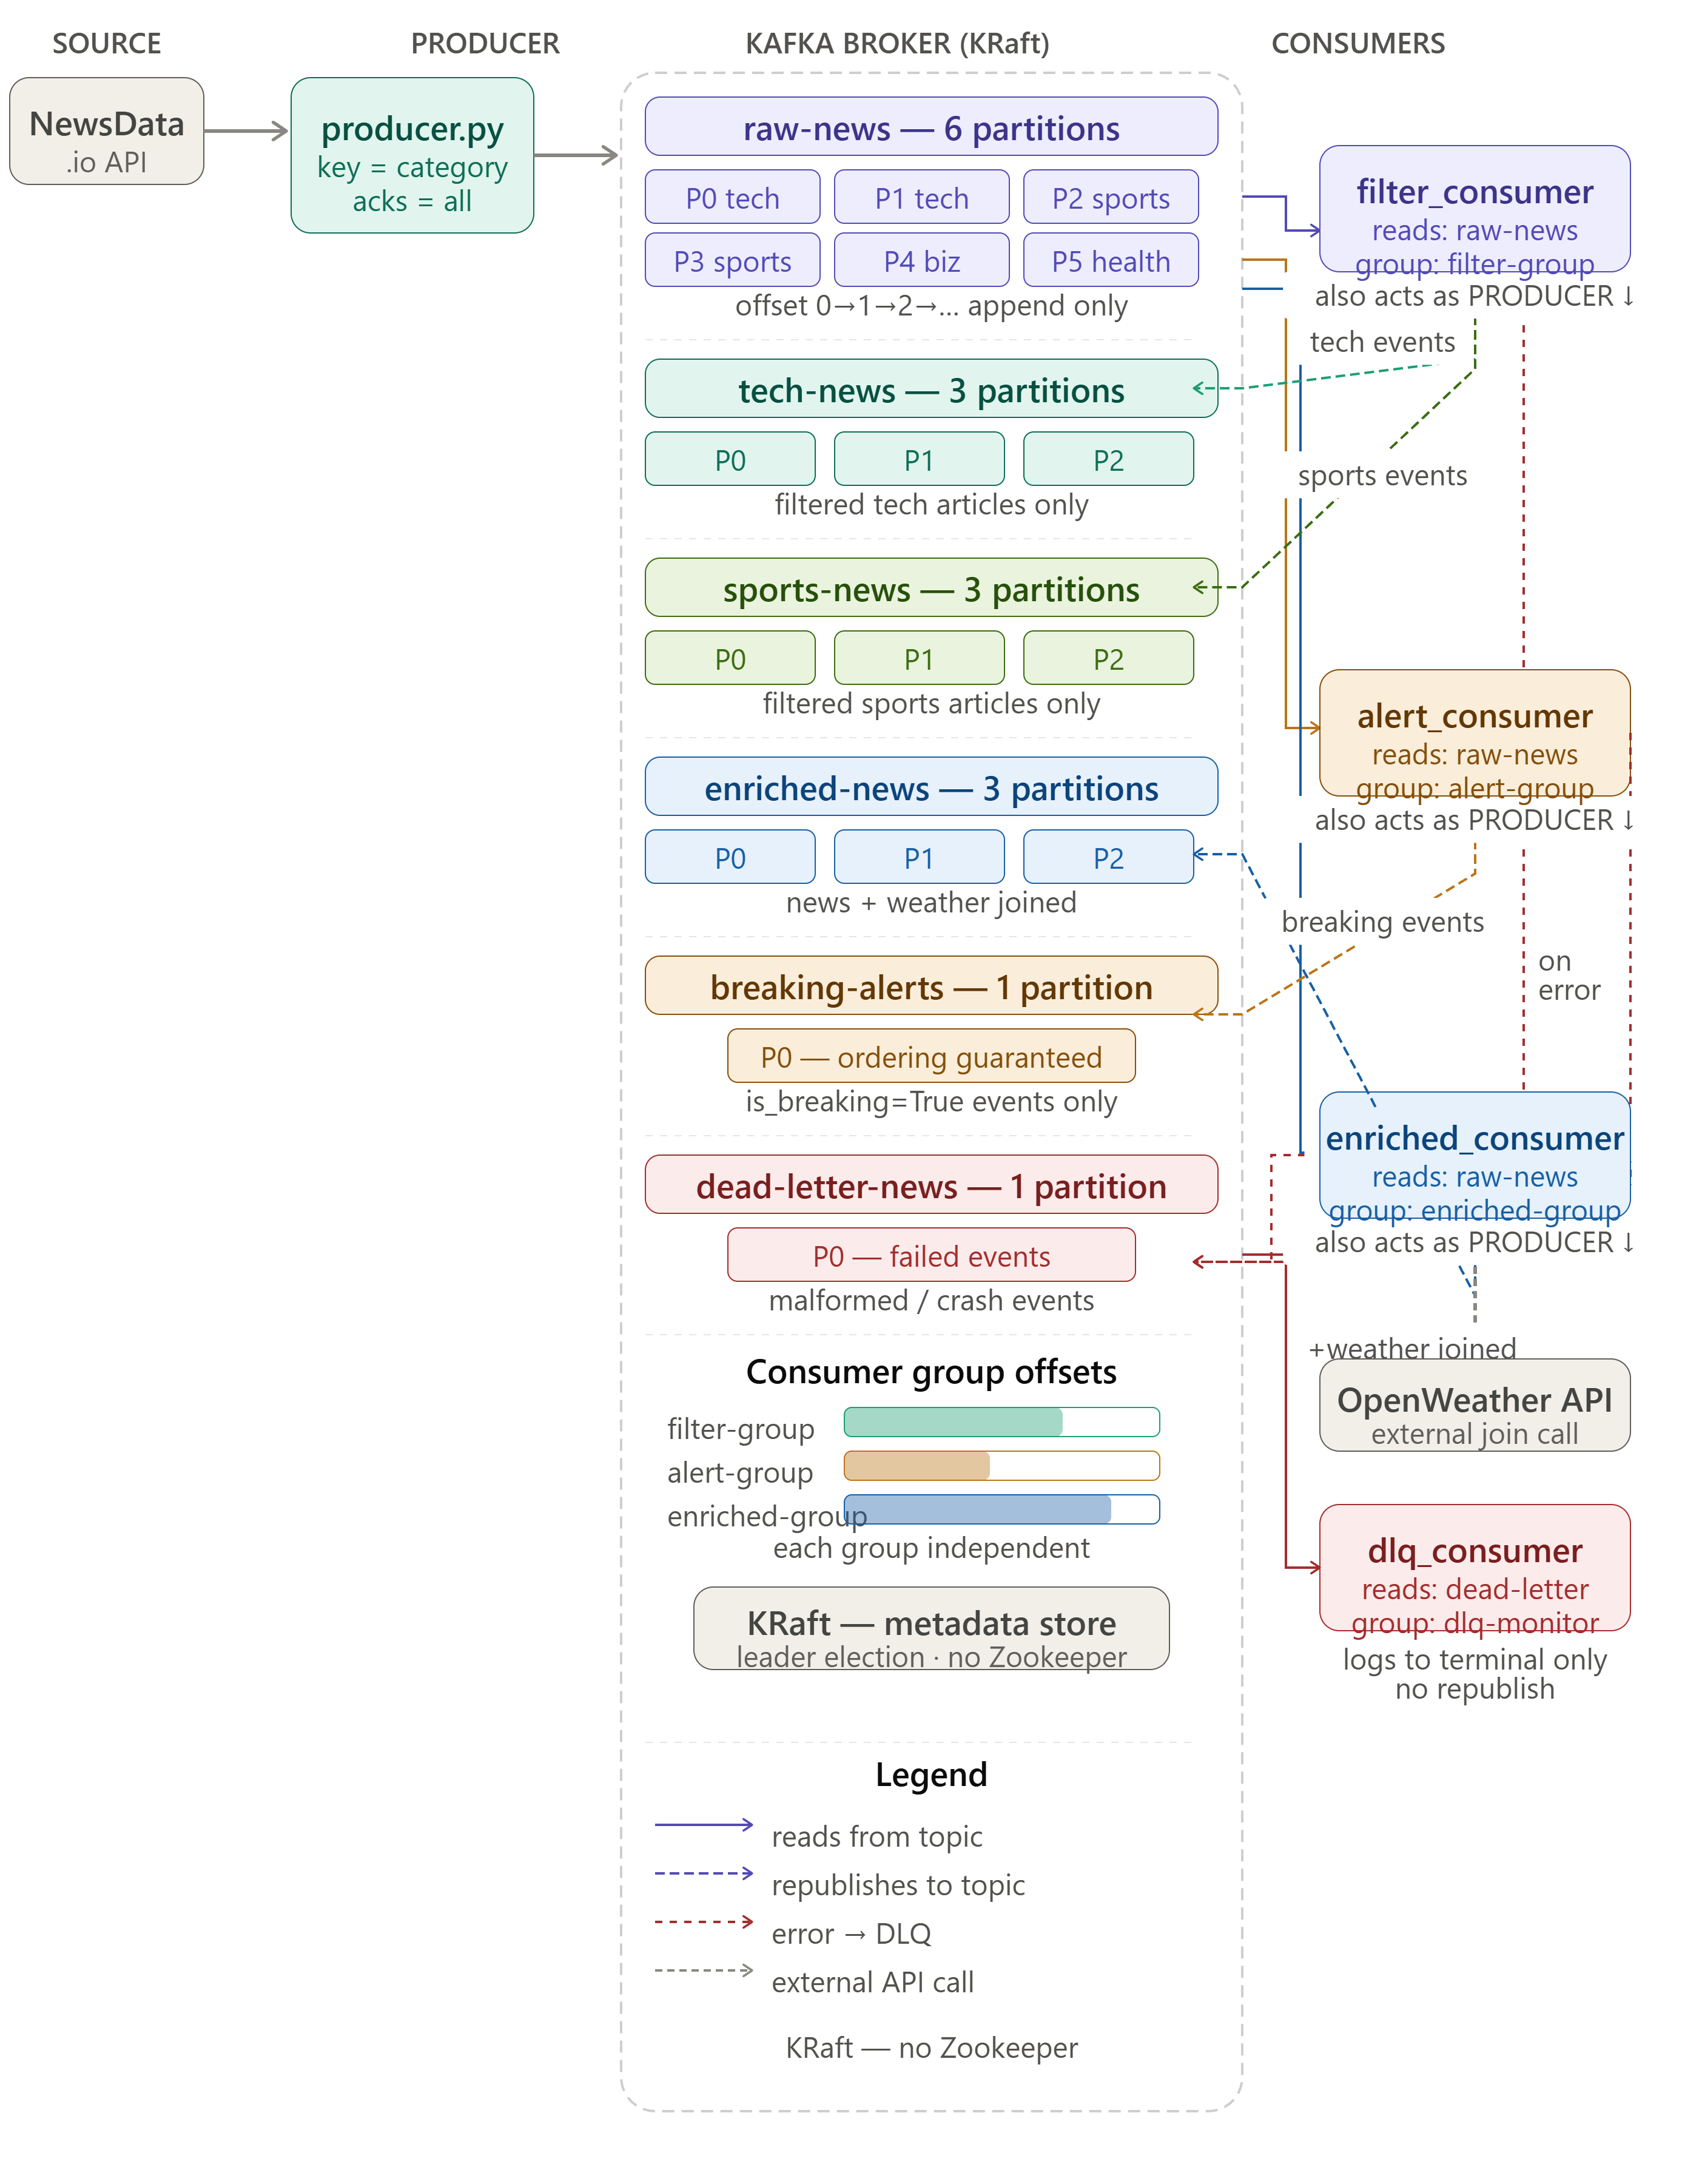 SOURCE
PRODUCER
KAFKA BROKER (KRaft)
CONSUMERS
NewsData
.io API
producer.py
key = category
acks = all
raw-news — 6 partitions
P0 tech
P1 tech
P2 sports
P3 sports
P4 biz
P5 health
offset 0→1→2→... append only
filter_consumer
reads: raw-news
group: filter-group
also acts as PRODUCER ↓
tech events
tech-news — 3 partitions
P0
P1
P2
filtered tech articles only
sports events
sports-news — 3 partitions
P0
P1
P2
filtered sports articles only
alert_consumer
reads: raw-news
group: alert-group
also acts as PRODUCER ↓
enriched-news — 3 partitions
P0
P1
P2
news + weather joined
breaking events
on
error
breaking-alerts — 1 partition
P0 — ordering guaranteed
is_breaking=True events only
enriched_consumer
reads: raw-news
group: enriched-group
also acts as PRODUCER ↓
dead-letter-news — 1 partition
P0 — failed events
malformed / crash events
+weather joined
OpenWeather API
external join call
Consumer group offsets
filter-group
alert-group
enriched-group
each group independent
dlq_consumer
reads: dead-letter
group: dlq-monitor
logs to terminal only
no republish
KRaft — metadata store
leader election · no Zookeeper
Legend
reads from topic
republishes to topic
error → DLQ
external API call
KRaft — no Zookeeper